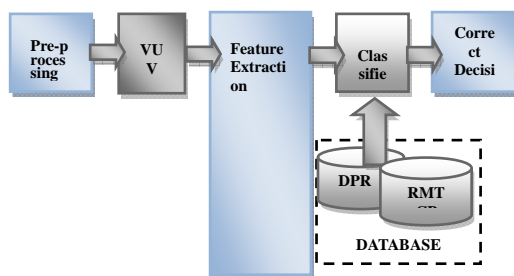 Pre-p
roces
sing
VU
V
Feature
Extracti
on
Clas
sifie
Corre
ct
Decisi
DPR
RMT
DATABASE